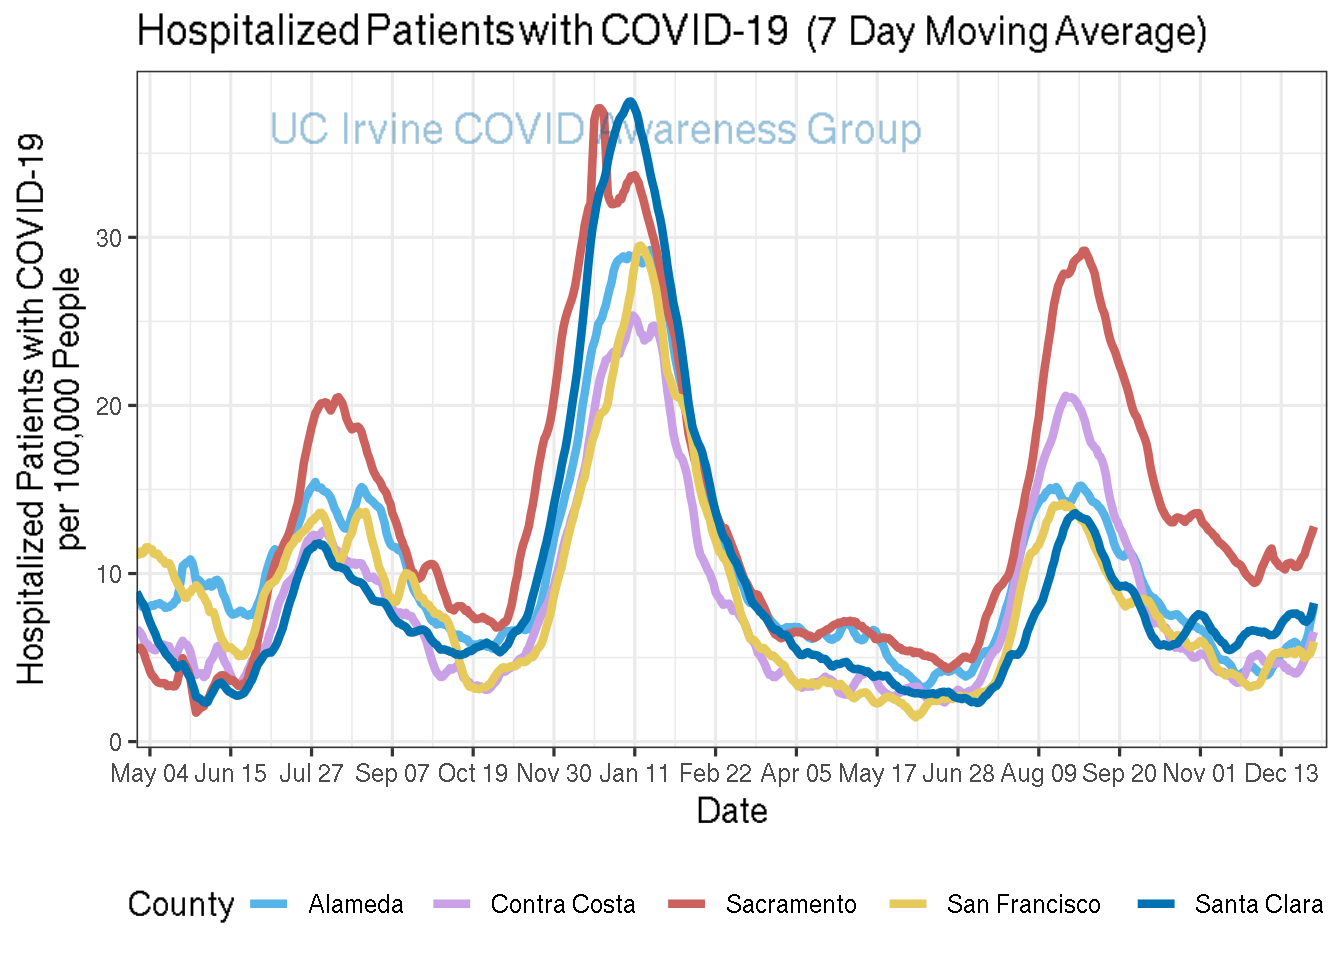 Hospitalized Patients with COVID-19 (7 Day Moving Average)
UC Irvine COVID Awareness Group
Hospitalized Patients with COVID-19
per 100,000 People
30
20
10
0
May 04 Jun 15 Jul 27 Sep 07 Oct 19 Nov 30 Jan 11 Feb 22 Apr 05 May 17 Jun 28 Aug 09 Sep 20 Nov 01 Dec 13
Date
County Alameda Contra Costa Sacramento San Francisco Santa Clara